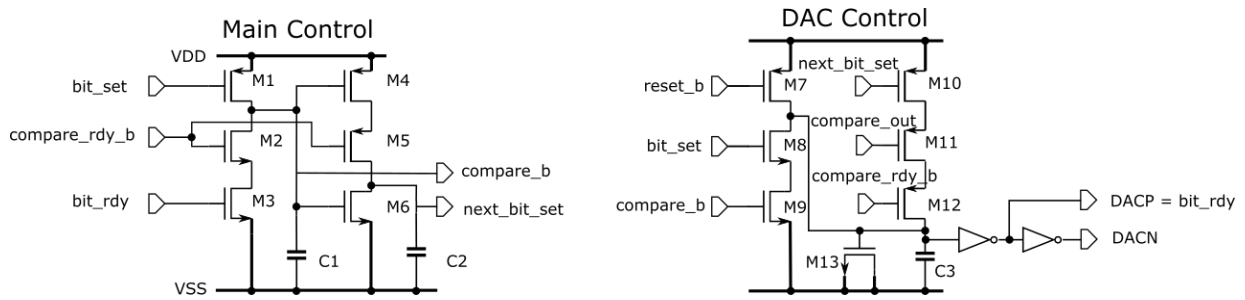 Main Control
VDD
bit_set
M1
M4
compare_rdy_b
M2
M5
compare_b
bit_rdy
M3
M6
next_bit_set
C1
C2
VSS
DAC Control
next_bit_set
reset_b
M7
M10
compare_out
bit_set
M8
M11
compare_rdy_b
compare_b
M9
M12
DACP = bit_rdy
DACN
M13
C3